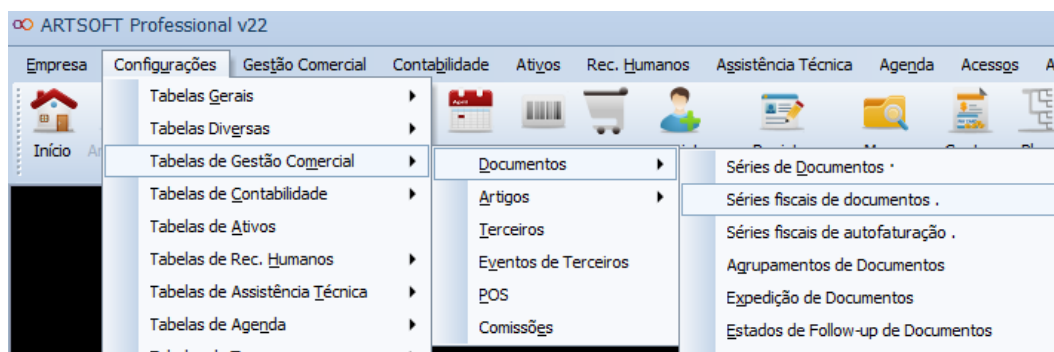 ARTSOFT Professional v22
Empresa Configurações Gestão Comercial Contabilidade Ativos Rec. Humanos Assistência Técnica Agenda Acessos
Início
Tabelas Gerais
Tabelas Diversas
Tabelas de Gestão Comercial
Tabelas de Contabilidade
Tabelas de Ativos
Tabelas de Rec. Humanos
Tabelas de Assistência Técnica
Tabelas de Agenda
Documentos
Artigos
Terceiros
Eventos de Terceiros
POS
Comissões
Séries de Documentos ·
Séries fiscais de documentos .
Séries fiscais de autofaturação .
Agrupamentos de Documentos
Expedição de Documentos
Estados de Follow-up de Documentos